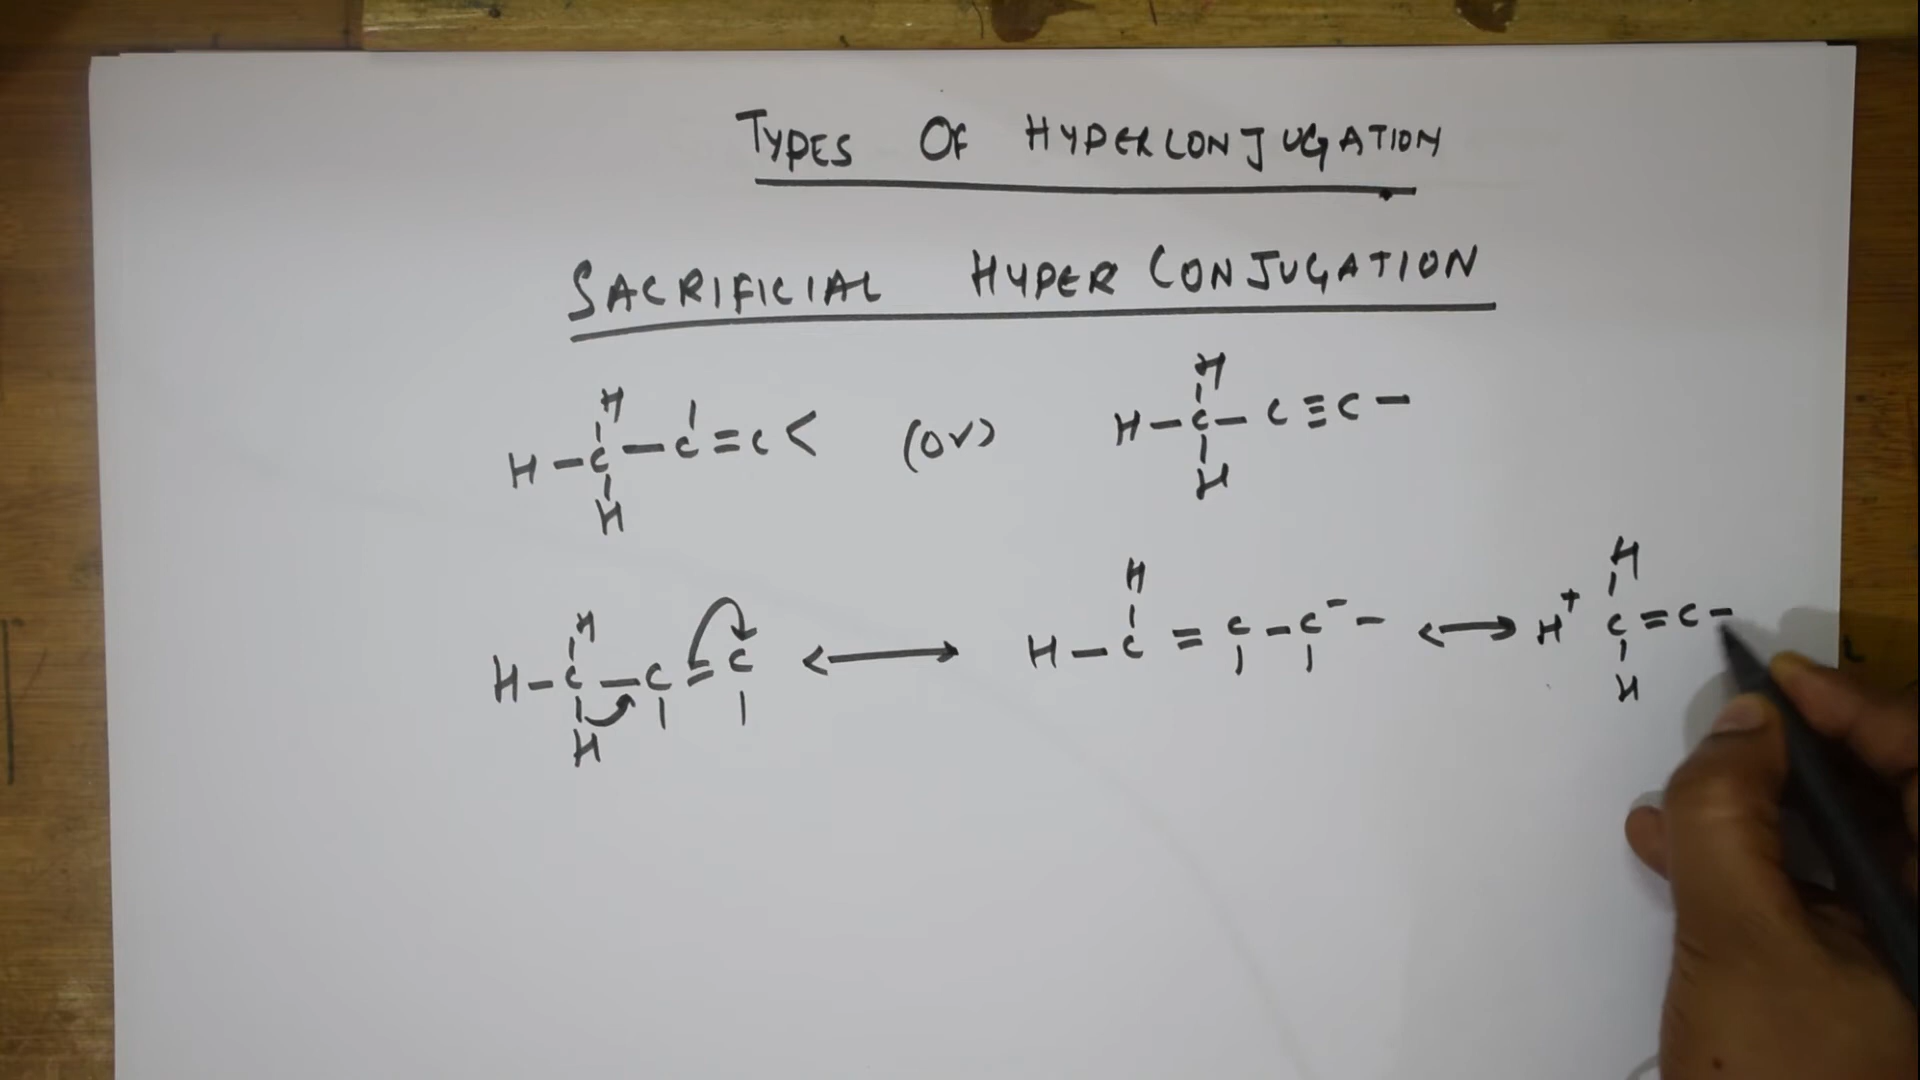 TYPES OF HYPERCONJUGATION
SACRIFICIAL HYPER CONJUGATION
H H
H - C - C = C < (or) H - C - C ≡ C -
H H
H H H
H - C - C = C ⟷ H - C = C - C⁻ - ⟷ H⁺ C = C -
H H